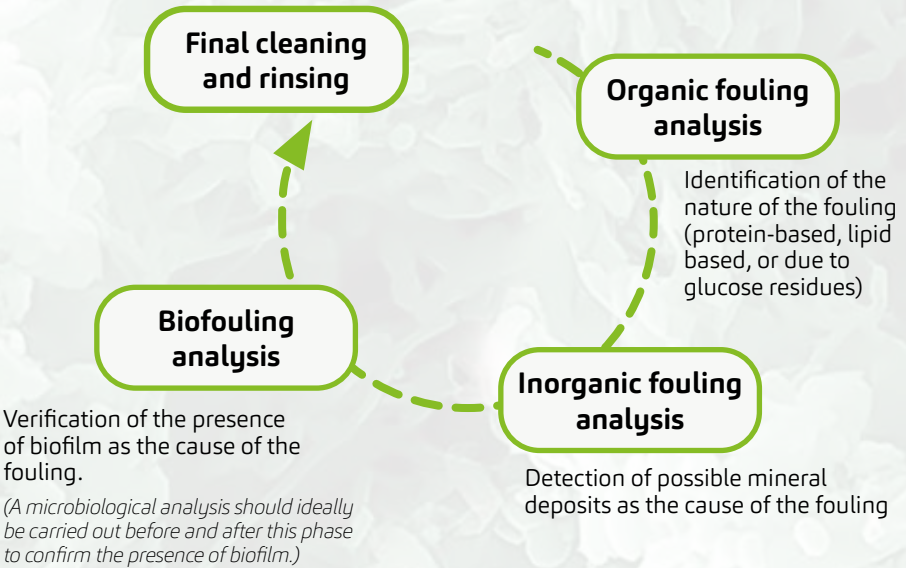 Final cleaning
and rinsing
Organic fouling
analysis
Identification of the
nature of the fouling
(protein-based, lipid
based, or due to
glucose residues)
Inorganic fouling
analysis
Detection of possible mineral
deposits as the cause of the fouling
Biofouling
analysis
Verification of the presence
of biofilm as the cause of the
fouling.
(A microbiological analysis should ideally
be carried out before and after this phase
to confirm the presence of biofilm.)